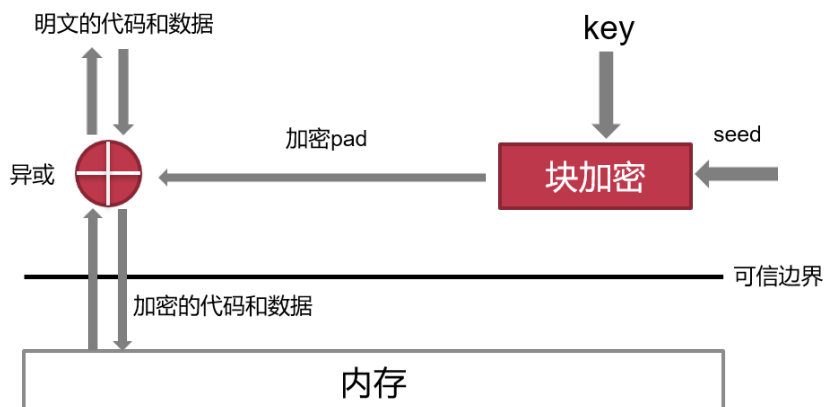 明文的代码和数据
key
加密pad
seed
异或
块加密
可信边界
加密的代码和数据
内存